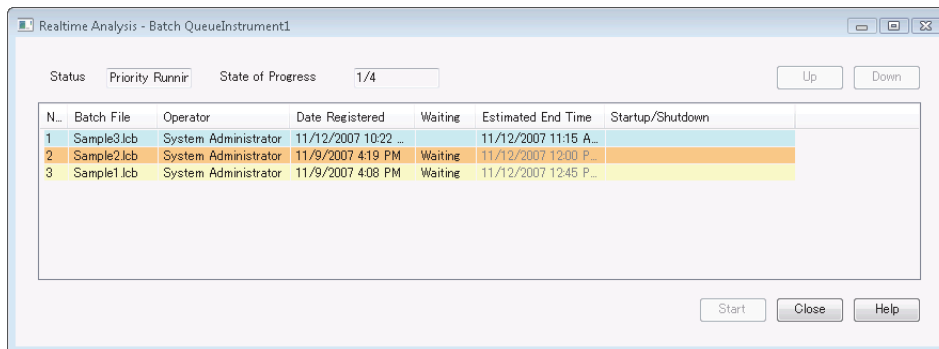 Realtime Analysis - Batch QueueInstrument1
Status Priority Runnir State of Progress 1/4 Up Down
N... Batch File Operator Date Registered Waiting Estimated End Time Startup/Shutdown
1 Sample3.lcb System Administrator 11/12/2007 10:22 ... 11/12/2007 11:15 A...
2 Sample2.lcb System Administrator 11/9/2007 4:19 PM Waiting 11/12/2007 12:00 P...
3 Sample1.lcb System Administrator 11/9/2007 4:08 PM Waiting 11/12/2007 12:45 P...
Start Close Help